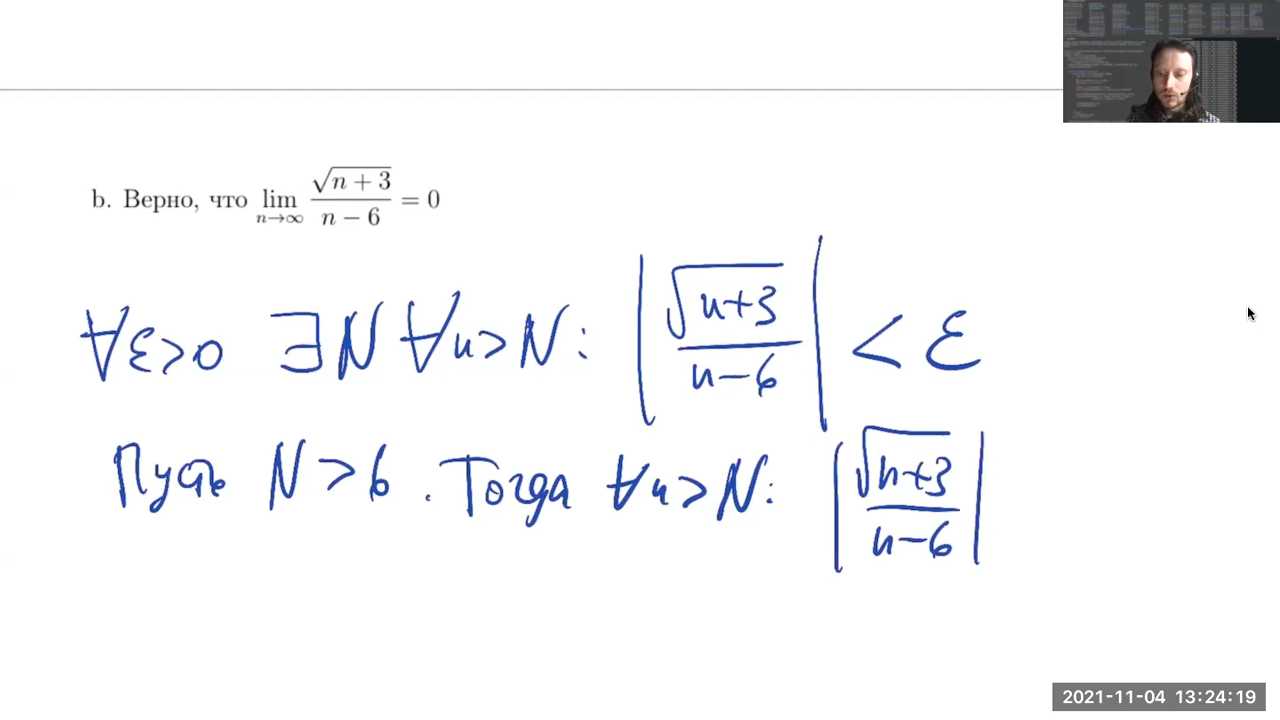 b. Верно, что lim_{n→∞} √(n + 3) / (n − 6) = 0
∀ε>0 ∃N ∀n>N: |√(n+3) / (n−6)| < ε
Пусть N>6. Тогда ∀n>N: |√(n+3) / (n−6)|
2021-11-04 13:24:19